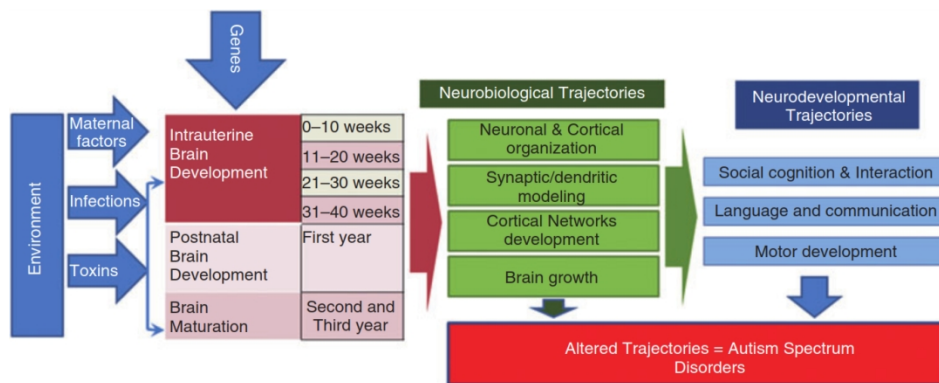 Genes
Environment
Maternal
factors
Infections
Toxins
Intrauterine
Brain
Development
0–10 weeks
11–20 weeks
21–30 weeks
31–40 weeks
Postnatal
Brain
Development
First year
Brain
Maturation
Second and
Third year
Neurobiological Trajectories
Neuronal & Cortical
organization
Synaptic/dendritic
modeling
Cortical Networks
development
Brain growth
Neurodevelopmental
Trajectories
Social cognition & Interaction
Language and communication
Motor development
Altered Trajectories = Autism Spectrum
Disorders